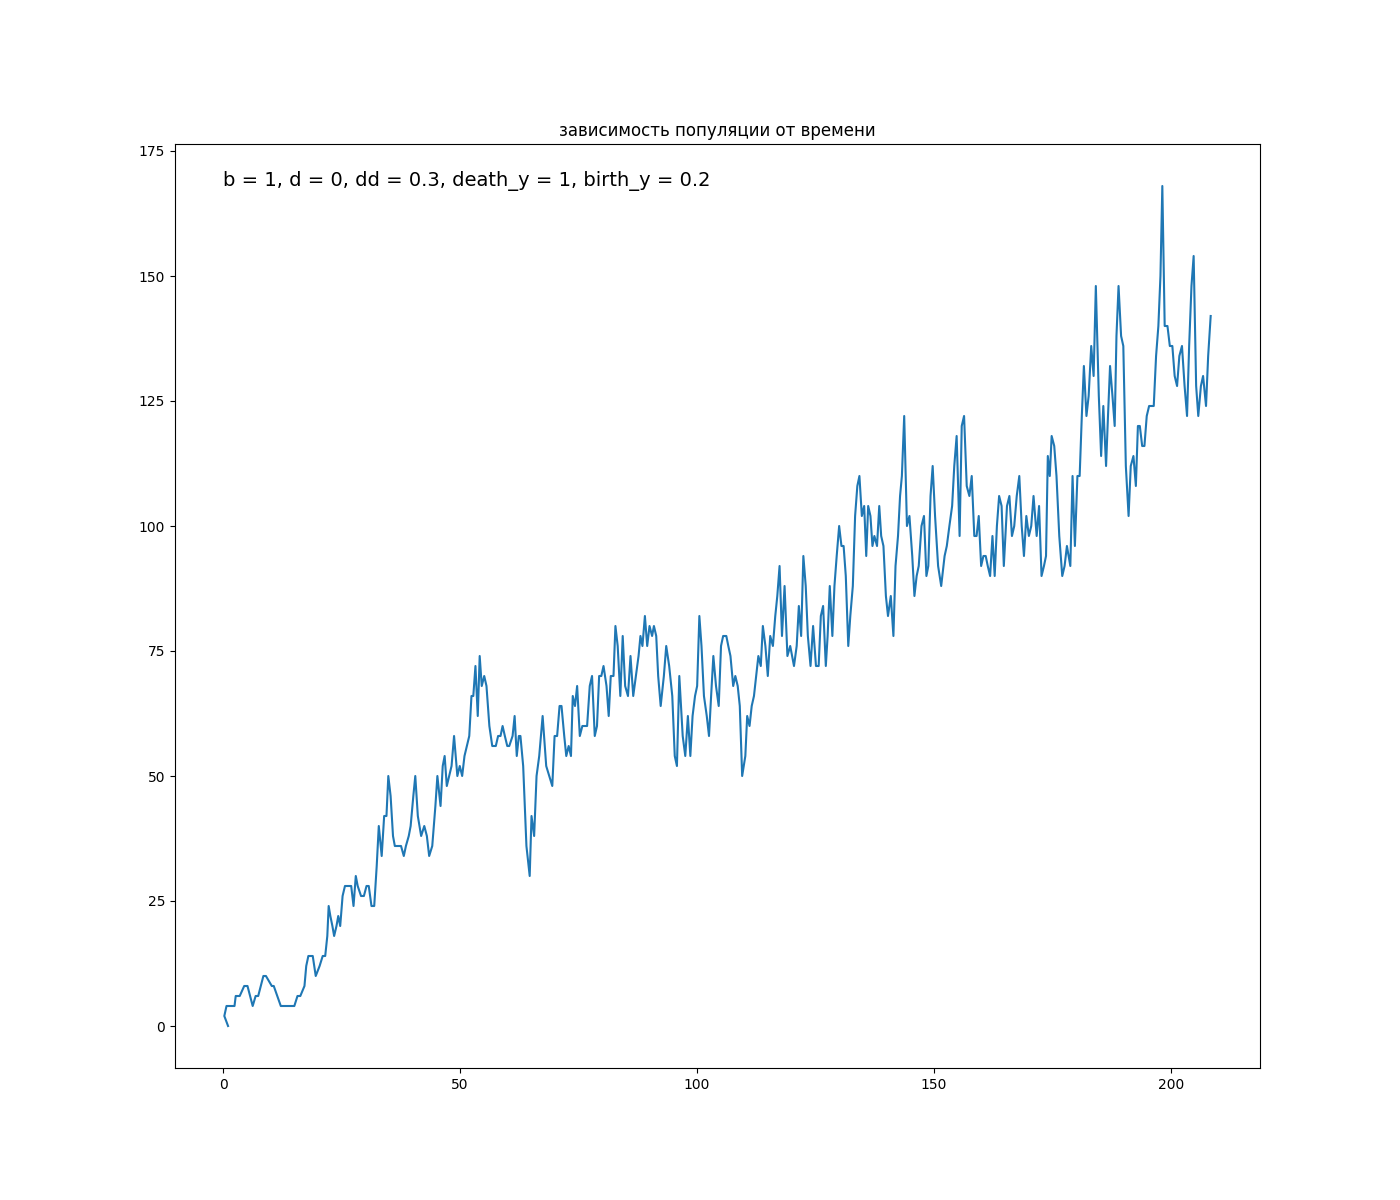 зависимость популяции от времени
b = 1, d = 0, dd = 0.3, death_y = 1, birth_y = 0.2
175
150
125
100
75
50
25
0
0 50 100 150 200